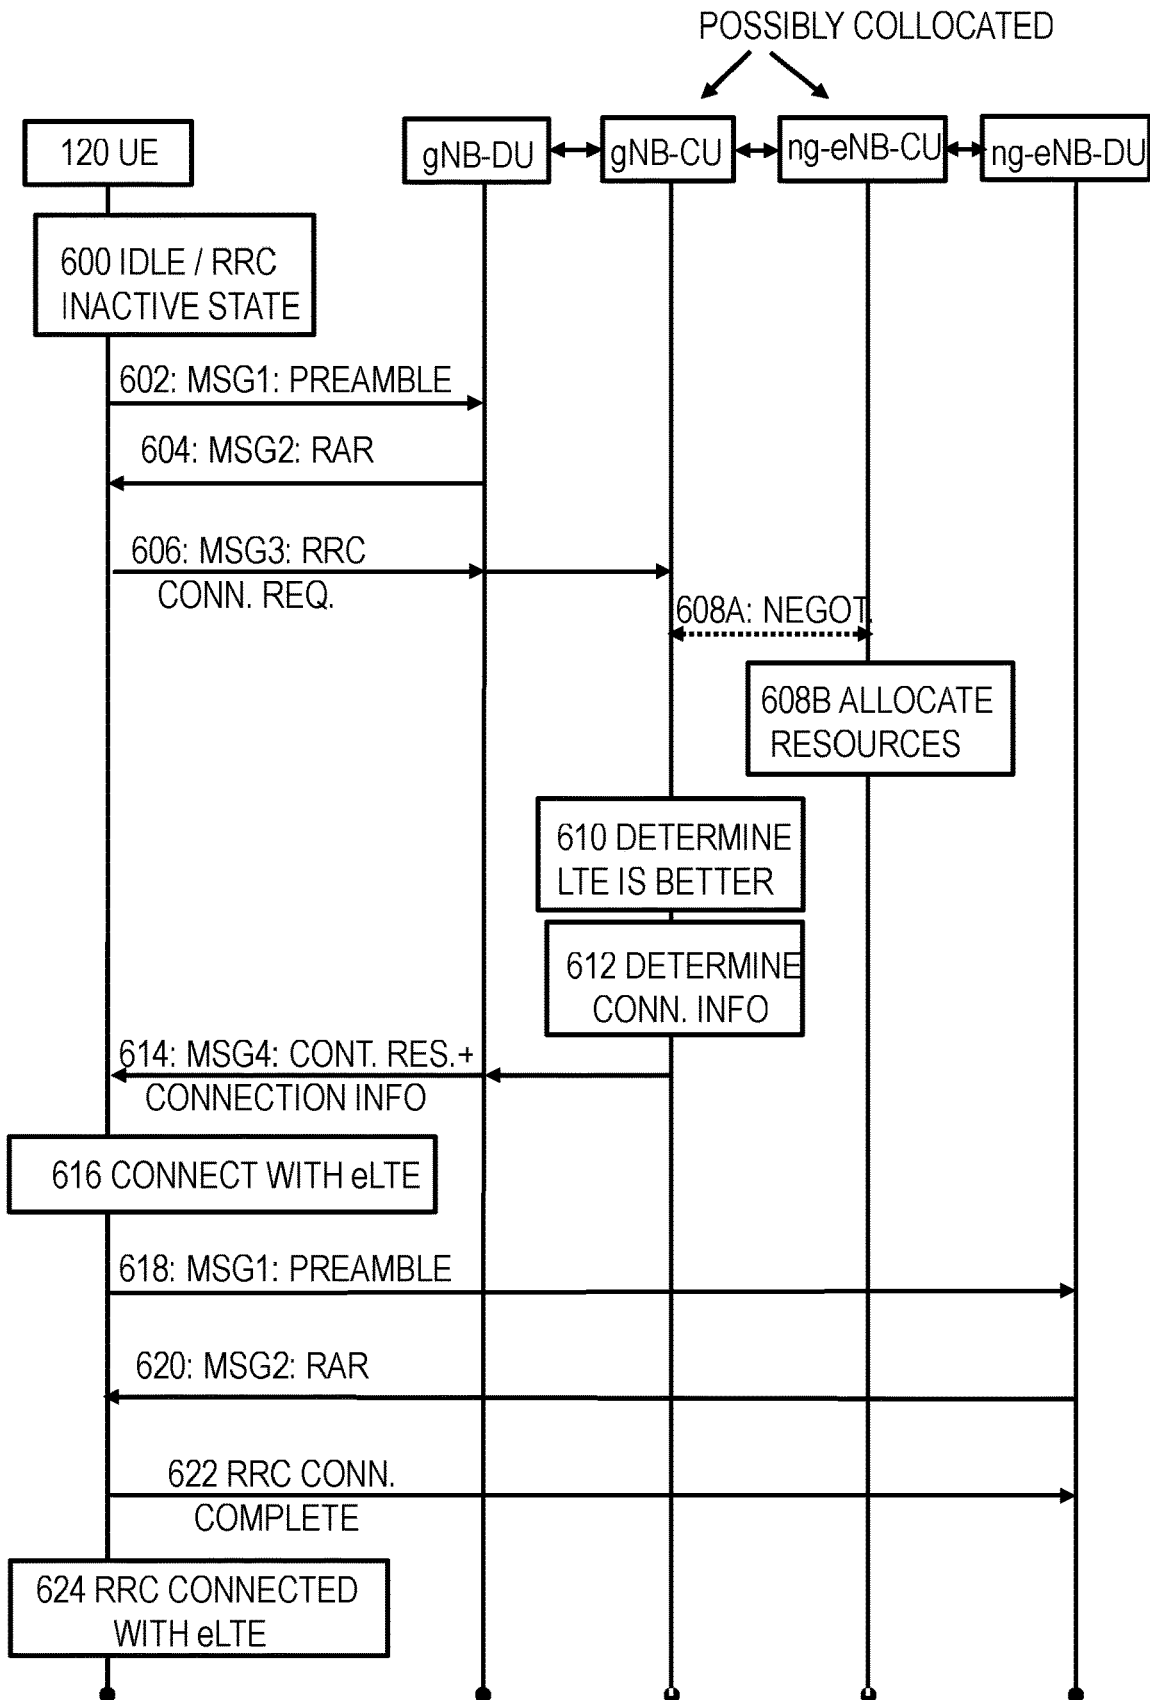 POSSIBLY COLLOCATED
120 UE
gNB-DU
gNB-CU
ng-eNB-CU
ng-eNB-DU
600 IDLE / RRC
INACTIVE STATE
602: MSG1: PREAMBLE
604: MSG2: RAR
606: MSG3: RRC
CONN. REQ.
608A: NEGOT.
608B ALLOCATE
RESOURCES
610 DETERMINE
LTE IS BETTER
612 DETERMINE
CONN. INFO
614: MSG4: CONT. RES.+
CONNECTION INFO
616 CONNECT WITH eLTE
618: MSG1: PREAMBLE
620: MSG2: RAR
622 RRC CONN.
COMPLETE
624 RRC CONNECTED
WITH eLTE